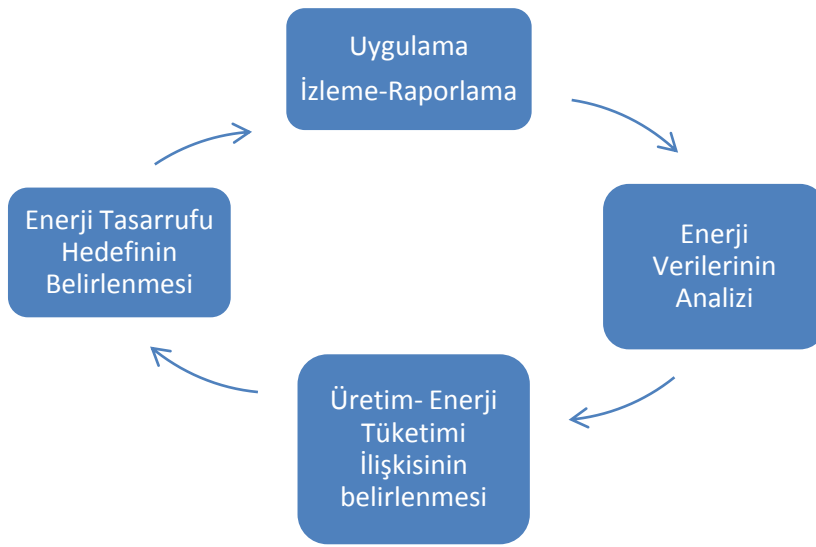 Uygulama
İzleme-Raporlama
Enerji Tasarrufu
Hedefinin
Belirlenmesi
Enerji
Verilerinin
Analizi
Üretim- Enerji
Tüketimi
İlişkisinin
belirlenmesi